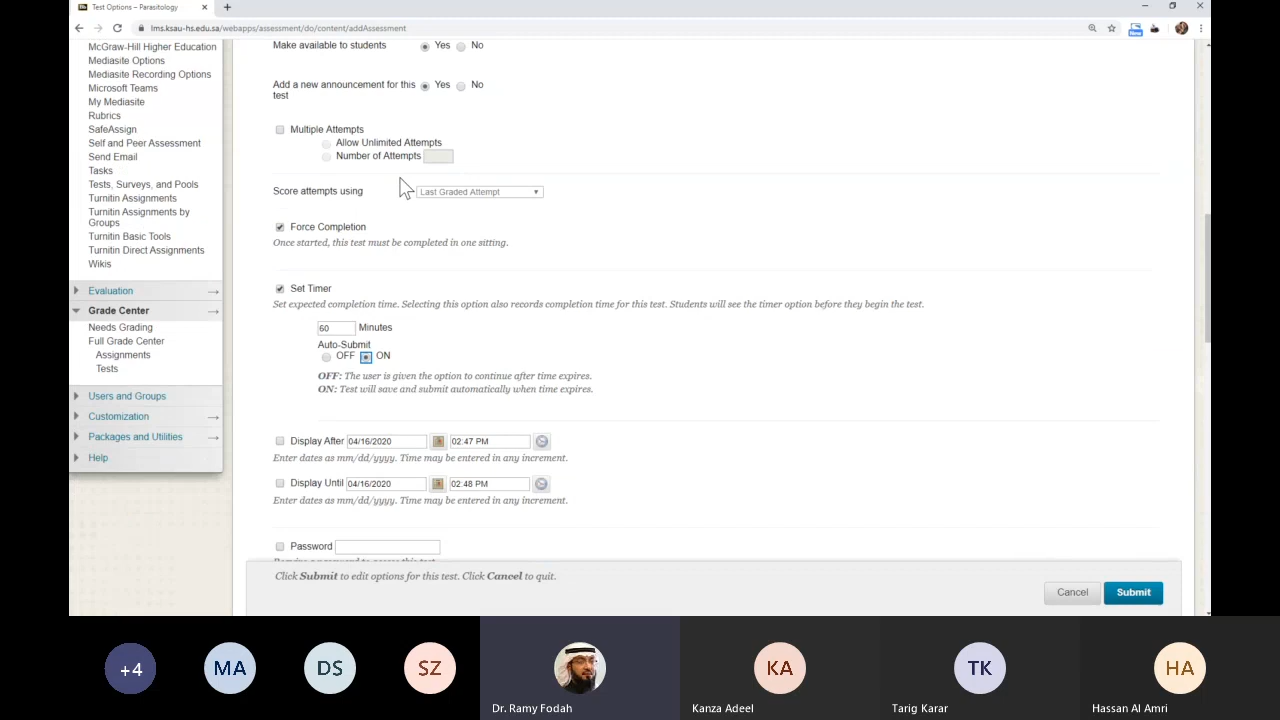 Test Options – Parasitology
lms.ksau-hs.edu.sa/webapps/assessment/do/content/addAssessment
New
McGraw-Hill Higher Education
Mediasite Options
Mediasite Recording Options
Microsoft Teams
My Mediasite
Rubrics
SafeAssign
Self and Peer Assessment
Send Email
Tasks
Tests, Surveys, and Pools
Turnitin Assignments
Turnitin Assignments by
Groups
Turnitin Basic Tools
Turnitin Direct Assignments
Wikis
Evaluation
Grade Center
Needs Grading
Full Grade Center
Assignments
Tests
Users and Groups
Customization
Packages and Utilities
Help
Make available to students Yes No
Add a new announcement for this Yes No
test
Multiple Attempts
Allow Unlimited Attempts
Number of Attempts
Score attempts using Last Graded Attempt
Force Completion
Once started, this test must be completed in one sitting.
Set Timer
Set expected completion time. Selecting this option also records completion time for this test. Students will see the timer option before they begin the test.
60 Minutes
Auto-Submit
OFF ON
OFF: The user is given the option to continue after time expires.
ON: Test will save and submit automatically when time expires.
Display After 04/16/2020 02:47 PM
Enter dates as mm/dd/yyyy. Time may be entered in any increment.
Display Until 04/16/2020 02:48 PM
Enter dates as mm/dd/yyyy. Time may be entered in any increment.
Password
Click Submit to edit options for this test. Click Cancel to quit.
Cancel Submit
+4 MA DS SZ KA TK HA
Dr. Ramy Fodah Kanza Adeel Tarig Karar Hassan Al Amri